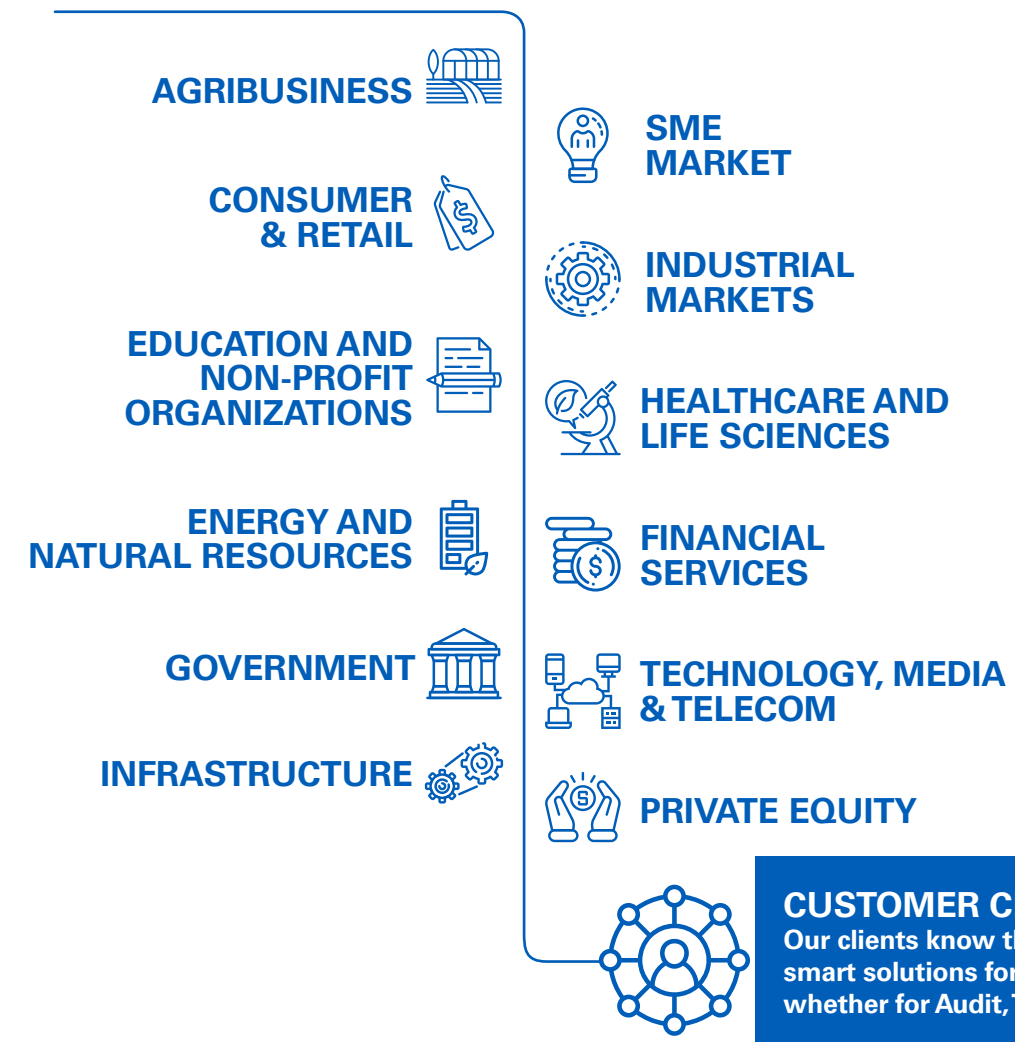 AGRIBUSINESS
CONSUMER
& RETAIL
EDUCATION AND
NON-PROFIT
ORGANIZATIONS
ENERGY AND
NATURAL RESOURCES
GOVERNMENT
INFRASTRUCTURE
SME
MARKET
INDUSTRIAL
MARKETS
HEALTHCARE AND
LIFE SCIENCES
FINANCIAL
SERVICES
TECHNOLOGY, MEDIA
& TELECOM
PRIVATE EQUITY
CUSTOMER
Our clients know
smart solutions for
whether for Audit,